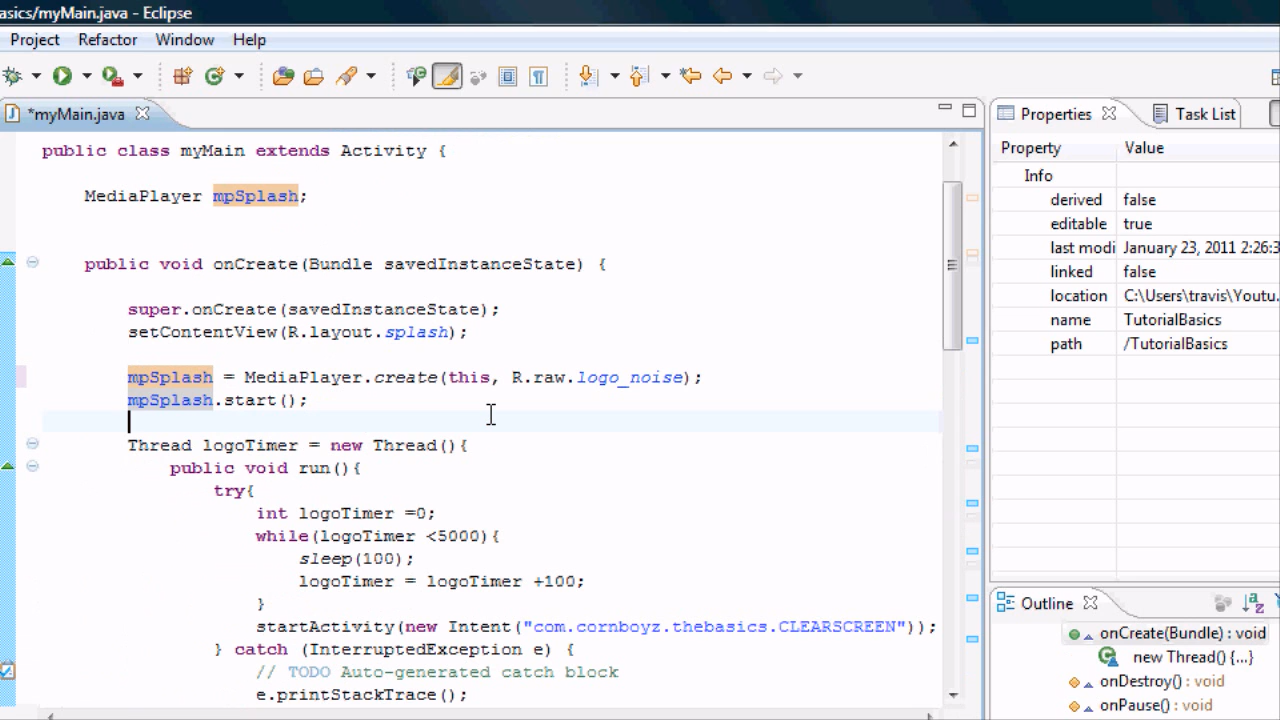 asics/myMain.java - Eclipse
Project Refactor Window Help
*myMain.java
public class myMain extends Activity {
MediaPlayer mpSplash;
public void onCreate(Bundle savedInstanceState) {
super.onCreate(savedInstanceState);
setContentView(R.layout.splash);
mpSplash = MediaPlayer.create(this, R.raw.logo_noise);
mpSplash.start();
Thread logoTimer = new Thread(){
public void run(){
try{
int logoTimer =0;
while(logoTimer <5000){
sleep(100);
logoTimer = logoTimer +100;
}
startActivity(new Intent("com.cornboyz.thebasics.CLEARSCREEN"));
} catch (InterruptedException e) {
// TODO Auto-generated catch block
e.printStackTrace();
Properties Task List
Property Value
Info
derived false
editable true
last modi January 23, 2011 2:26:3
linked false
location C:\Users\travis\Youtu.
name TutorialBasics
path /TutorialBasics
Outline
onCreate(Bundle) : void
new Thread() {...}
onDestroy() : void
onPause() : void